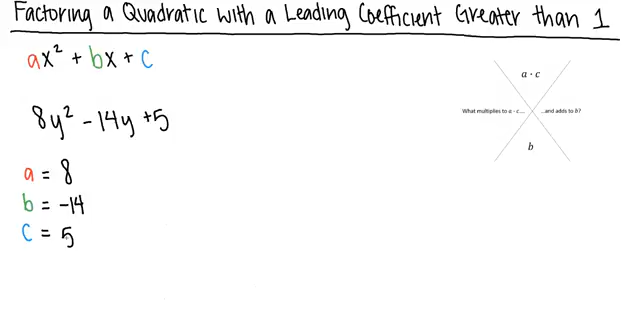 Factoring a Quadratic with a Leading Coefficient Greater than 1
ax² + bx + c
8y² - 14y + 5
a = 8
b = -14
c = 5
a · c
What multiplies to a · c... ...and adds to b?
b